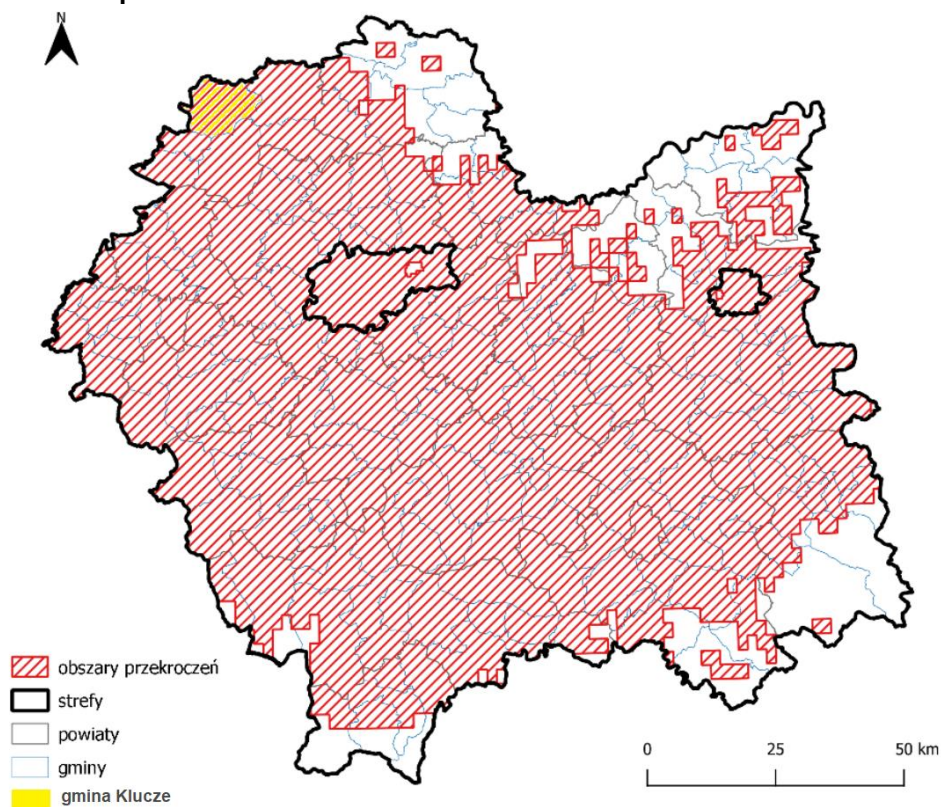 N
obszary przekroczeń
strefy
powiaty
gminy
gmina Klucze
0 25 50 km